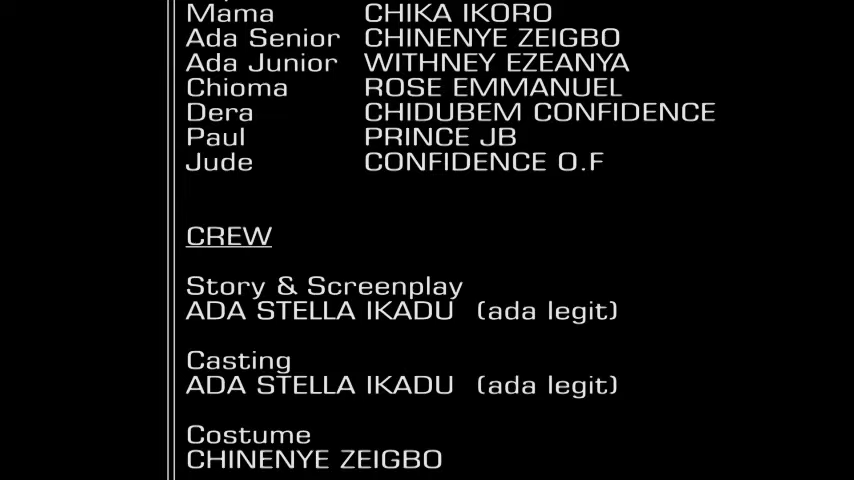 Mama CHIKA IKORO
Ada Senior CHINENYE ZEIGBO
Ada Junior WITHNEY EZEANYA
Chioma ROSE EMMANUEL
Dera CHIDUBEM CONFIDENCE
Paul PRINCE JB
Jude CONFIDENCE O.F
CREW
Story & Screenplay
ADA STELLA IKADU (ada legit)
Casting
ADA STELLA IKADU (ada legit)
Costume
CHINENYE ZEIGBO